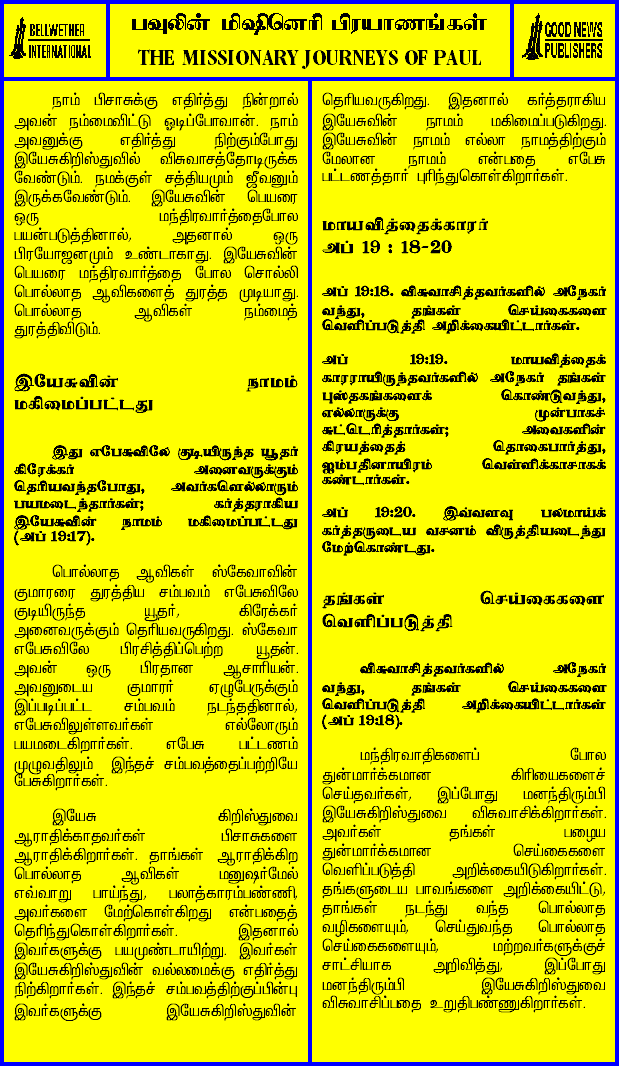 BELLWETHER
INTERNATIONAL
பவுலின் மிஷினெரி பிரயாணங்கள்
THE MISSIONARY JOURNEYS OF PAUL
GOOD NEWS
PUBLISHERS
நாம் பிசாசுக்கு எதிர்த்து நின்றால்
அவன் நம்மைவிட்டு ஓடிப்போவான். நாம்
அவனுக்கு எதிர்த்து நிற்கும்போது
இயேசுகிறிஸ்துவில் விசுவாசத்தோடிருக்க
வேண்டும். நமக்குள் சத்தியமும் ஜீவனும்
இருக்கவேண்டும். இயேசுவின் பெயரை
ஒரு மந்திரவார்த்தைபோல
பயன்படுத்தினால், அதனால் ஒரு
பிரயோஜனமும் உண்டாகாது. இயேசுவின்
பெயரை மந்திரவார்த்தை போல சொல்லி
பொல்லாத ஆவிகளைத் துரத்த முடியாது.
பொல்லாத ஆவிகள் நம்மைத்
துரத்திவிடும்.
இயேசுவின் நாமம்
மகிமைப்பட்டது
இது எபேசுவிலே குடியிருந்த யூதர்
கிரேக்கர் அனைவருக்கும்
தெரியவந்தபோது, அவர்களெல்லாரும்
பயமடைந்தார்கள்; கர்த்தராகிய
இயேசுவின் நாமம் மகிமைப்பட்டது
(அப் 19:17).
பொல்லாத ஆவிகள் ஸ்கேவாவின்
குமாரரை துரத்திய சம்பவம் எபேசுவிலே
குடியிருந்த யூதர், கிரேக்கர்
அனைவருக்கும் தெரியவருகிறது. ஸ்கேவா
எபேசுவிலே பிரசித்திப்பெற்ற யூதன்.
அவன் ஒரு பிரதான ஆசாரியன்.
அவனுடைய குமாரர் ஏழுபேருக்கும்
இப்படிப்பட்ட சம்பவம் நடந்ததினால்,
எபேசுவிலுள்ளவர்கள் எல்லோரும்
பயமடைகிறார்கள். எபேசு பட்டணம்
முழுவதிலும் இந்தச் சம்பவத்தைப்பற்றியே
பேசுகிறார்கள்.
இயேசு கிறிஸ்துவை
ஆராதிக்காதவர்கள் பிசாசுகளை
ஆராதிக்கிறார்கள். தாங்கள் ஆராதிக்கிற
பொல்லாத ஆவிகள் மனுஷர்மேல்
எவ்வாறு பாய்ந்து, பலாத்காரம்பண்ணி,
அவர்களை மேற்கொள்கிறது என்பதைத்
தெரிந்துகொள்கிறார்கள். இதனால்
இவர்களுக்கு பயமுண்டாயிற்று. இவர்கள்
இயேசுகிறிஸ்துவின் வல்லமைக்கு எதிர்த்து
நிற்கிறார்கள். இந்தச் சம்பவத்திற்குப்பின்பு
இவர்களுக்கு இயேசுகிறிஸ்துவின்
தெரியவருகிறது. இதனால் கர்த்தராகிய
இயேசுவின் நாமம் மகிமைப்படுகிறது.
இயேசுவின் நாமம் எல்லா நாமத்திற்கும்
மேலான நாமம் என்பதை எபேசு
பட்டணத்தார் புரிந்துகொள்கிறார்கள்.
மாயவித்தைக்காரர்
அப் 19 : 18-20
அப் 19:18. விசுவாசித்தவர்களில் அநேகர்
வந்து, தங்கள் செய்கைகளை
வெளிப்படுத்தி அறிக்கையிட்டார்கள்.
அப் 19:19. மாயவித்தைக்
காரராயிருந்தவர்களில் அநேகர் தங்கள்
புஸ்தகங்களைக் கொண்டுவந்து,
எல்லாருக்கு முன்பாகச்
சுட்டெரித்தார்கள்; அவைகளின்
கிரயத்தைத் தொகைபார்த்து,
ஐம்பதினாயிரம் வெள்ளிக்காசாகக்
கண்டார்கள்.
அப் 19:20. இவ்வளவு பலமாய்க்
கர்த்தருடைய வசனம் விருத்தியடைந்து
மேற்கொண்டது.
தங்கள் செய்கைகளை
வெளிப்படுத்தி
விசுவாசித்தவர்களில் அநேகர்
வந்து, தங்கள் செய்கைகளை
வெளிப்படுத்தி அறிக்கையிட்டார்கள்
(அப் 19:18).
மந்திரவாதிகளைப் போல
துன்மார்க்கமான கிரியைகளைச்
செய்தவர்கள், இப்போது மனந்திரும்பி
இயேசுகிறிஸ்துவை விசுவாசிக்கிறார்கள்.
அவர்கள் தங்கள் பழைய
துன்மார்க்கமான செய்கைகளை
வெளிப்படுத்தி அறிக்கையிடுகிறார்கள்.
தங்களுடைய பாவங்களை அறிக்கையிட்டு,
தாங்கள் நடந்து வந்த பொல்லாத
வழிகளையும், செய்துவந்த பொல்லாத
செய்கைகளையும், மற்றவர்களுக்குச்
சாட்சியாக அறிவித்து, இப்போது
மனந்திரும்பி இயேசுகிறிஸ்துவை
விசுவாசிப்பதை உறுதிபண்ணுகிறார்கள்.